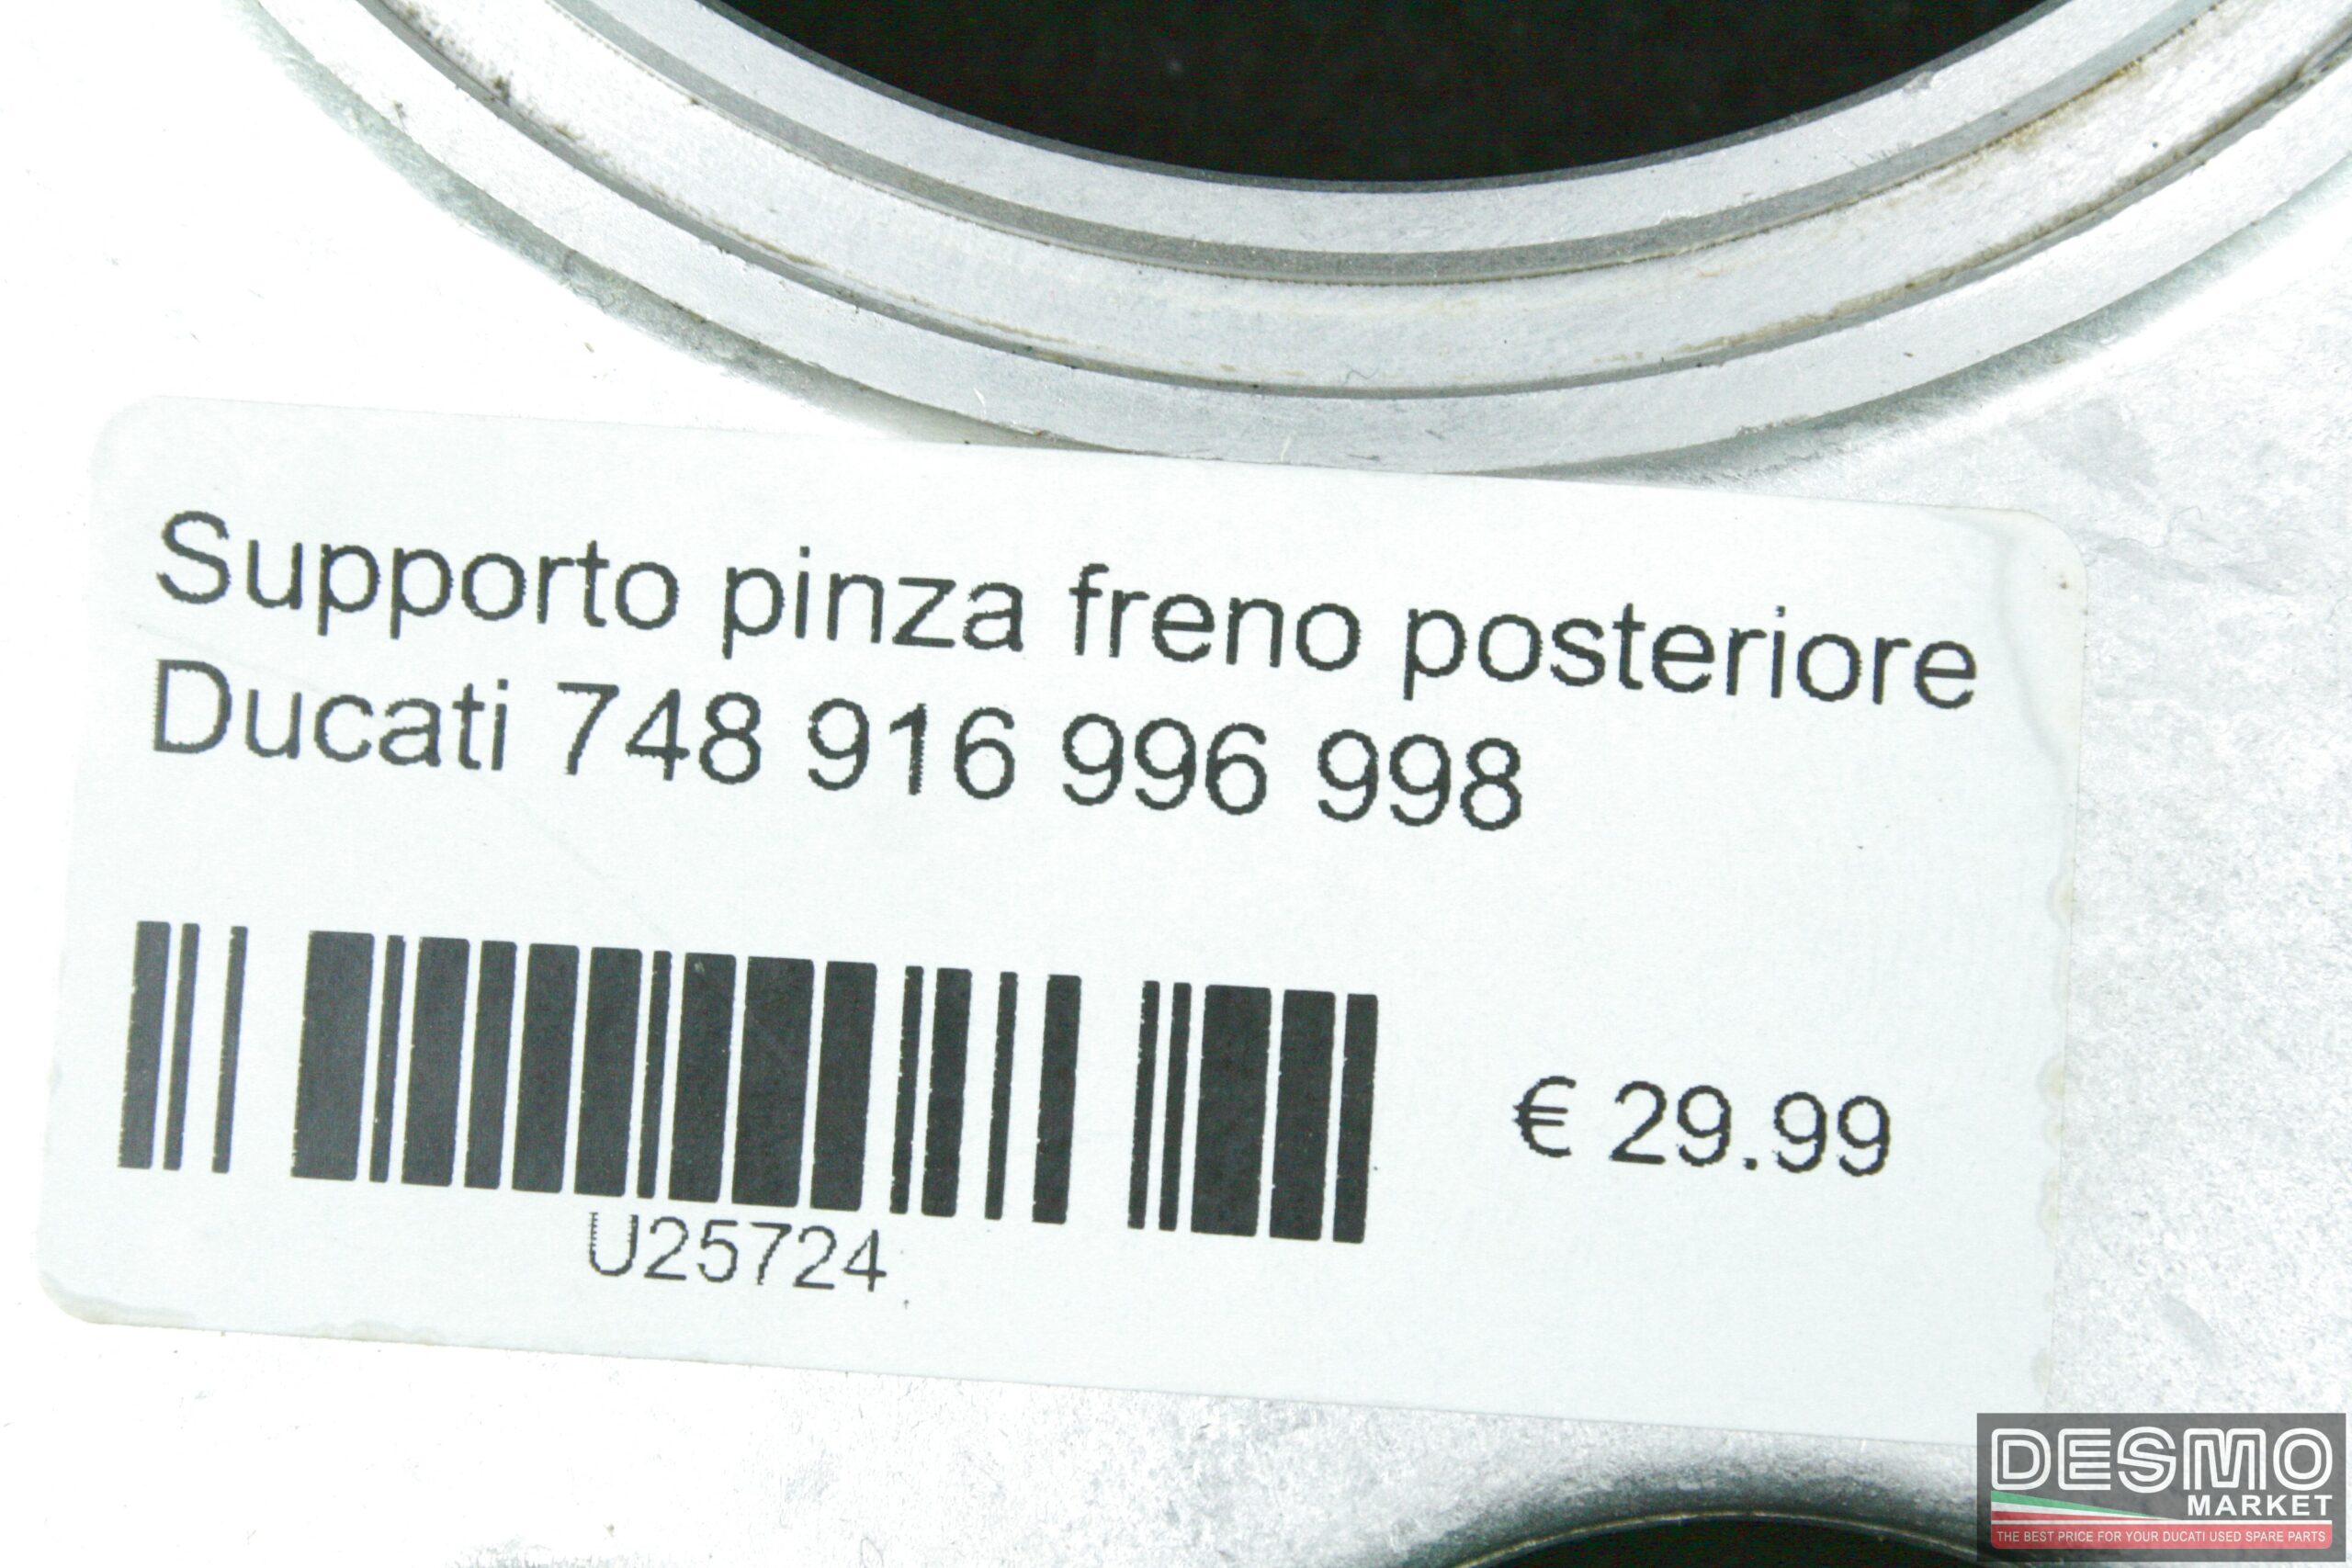 Supporto pinza freno posteriore
Ducati 748 916 996 998
€ 29.99
U25724
DESMO
MARKET
THE BEST PRICE FOR YOUR DUCATI USED SPARE PARTS